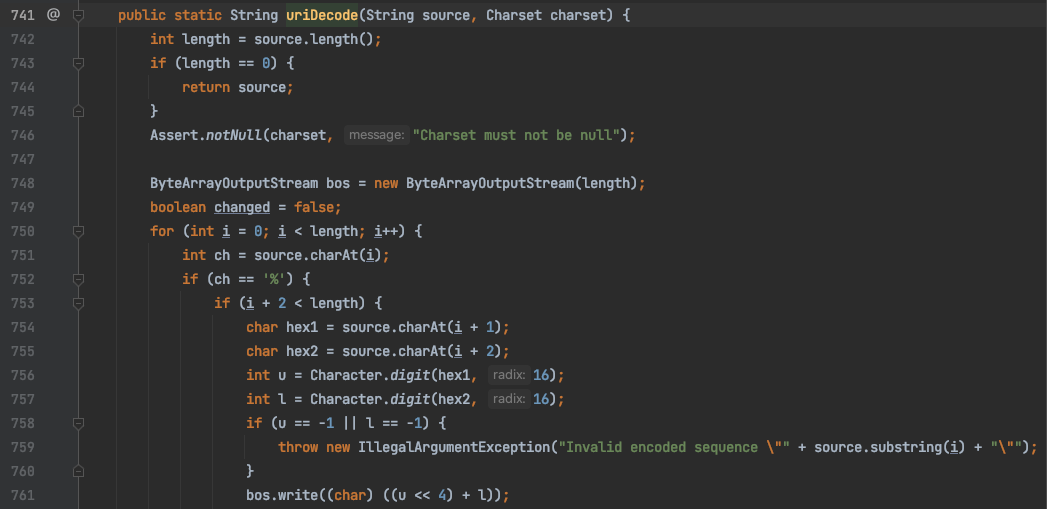 741 @ public static String uriDecode(String source, Charset charset) {
742 int length = source.length();
743 if (length == 0) {
744 return source;
745 }
746 Assert.notNull(charset, message: "Charset must not be null");
747
748 ByteArrayOutputStream bos = new ByteArrayOutputStream(length);
749 boolean changed = false;
750 for (int i = 0; i < length; i++) {
751 int ch = source.charAt(i);
752 if (ch == '%') {
753 if (i + 2 < length) {
754 char hex1 = source.charAt(i + 1);
755 char hex2 = source.charAt(i + 2);
756 int u = Character.digit(hex1, radix: 16);
757 int l = Character.digit(hex2, radix: 16);
758 if (u == -1 || l == -1) {
759 throw new IllegalArgumentException("Invalid encoded sequence \"" + source.substring(i) + "\"");
760 }
761 bos.write((char) ((u << 4) + l));